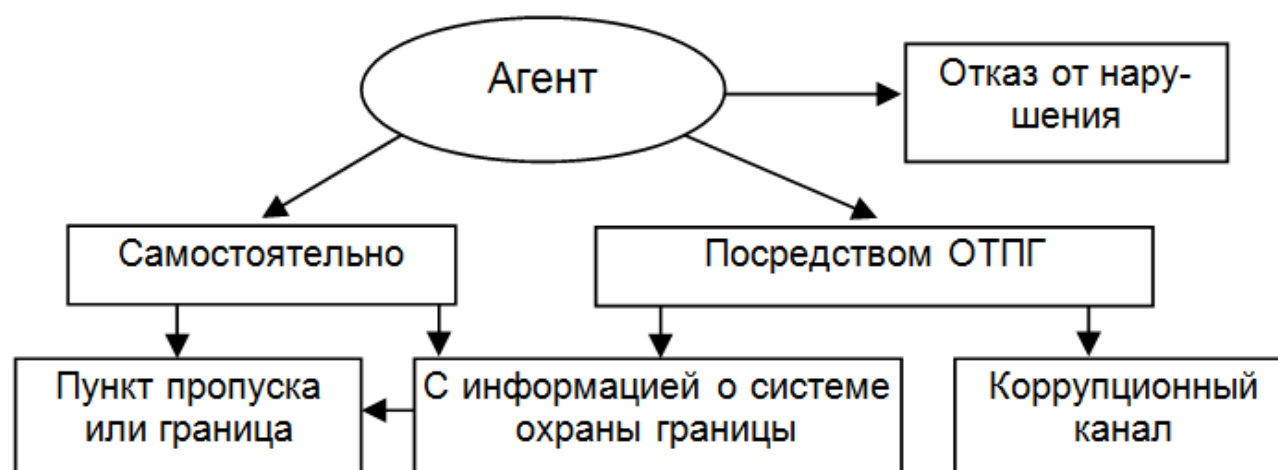 Агент
Отказ от нару-
шения
Самостоятельно
Посредством ОТПГ
Пункт пропуска
или граница
С информацией о системе
охраны границы
Коррупционный
канал